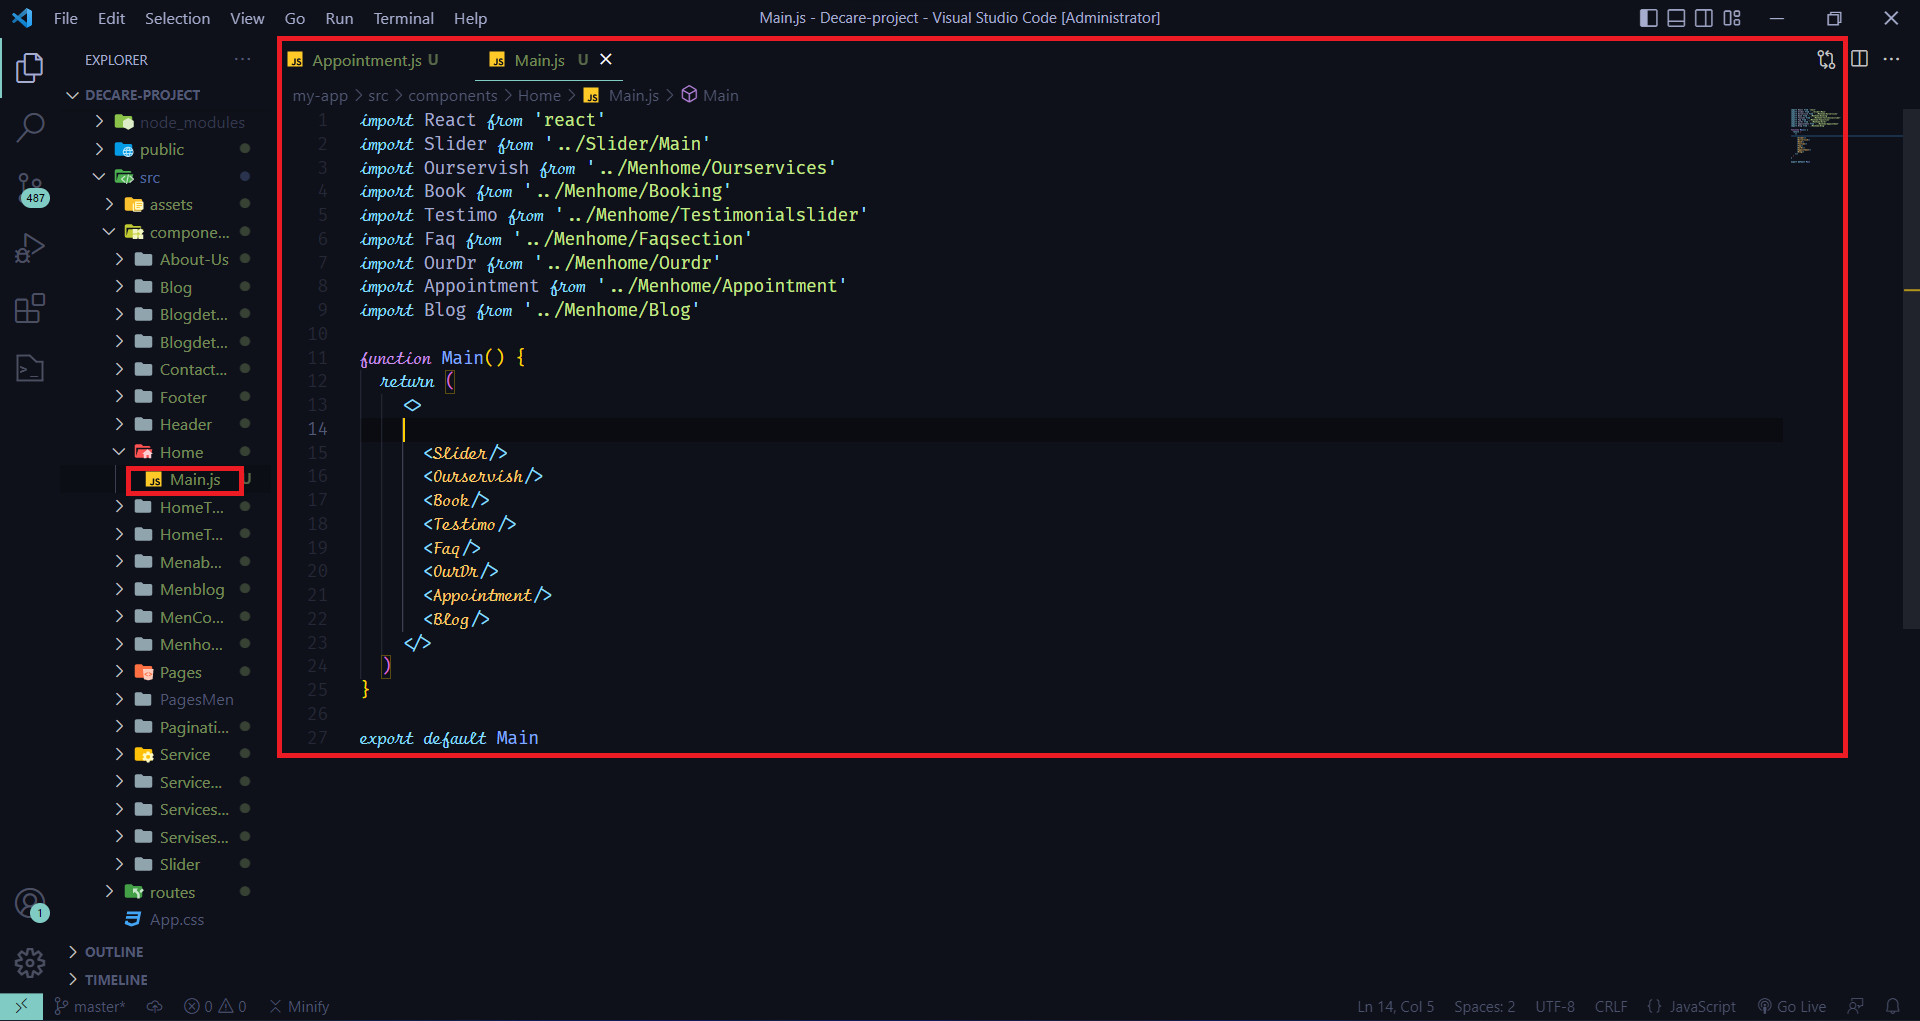 File Edit Selection View Go Run Terminal Help
Main.js - Decare-project - Visual Studio Code [Administrator]
EXPLORER
DECARE-PROJECT
node_modules
public
src
assets
compone...
About-Us
Blog
Blogdet...
Blogdet...
Contact...
Footer
Header
Home
JS Main.js U
HomeT...
HomeT...
Menab...
Menblog
MenCo...
Menho...
Pages
PagesMen
Paginati...
Service
Service...
Services...
Servises...
Slider
routes
App.css
OUTLINE
TIMELINE
487
1
JS Appointment.js U JS Main.js U
my-app > src > components > Home > JS Main.js > Main
1 import React from 'react'
2 import Slider from '../Slider/Main'
3 import Ourservish from '../Menhome/Ourservices'
4 import Book from '../Menhome/Booking'
5 import Testimo from '../Menhome/Testimonialslider'
6 import Faq from '../Menhome/Faqsection'
7 import OurDr from '../Menhome/Ourdr'
8 import Appointment from '../Menhome/Appointment'
9 import Blog from '../Menhome/Blog'
10
11 function Main() {
12 return (
13 <>
14
15 <Slider/>
16 <Ourservish/>
17 <Book/>
18 <Testimo/>
19 <Faq/>
20 <OurDr/>
21 <Appointment/>
22 <Blog/>
23 </>
24 )
25 }
26
27 export default Main
master* 0 0 Minify Ln 14, Col 5 Spaces: 2 UTF-8 CRLF {} JavaScript Go Live